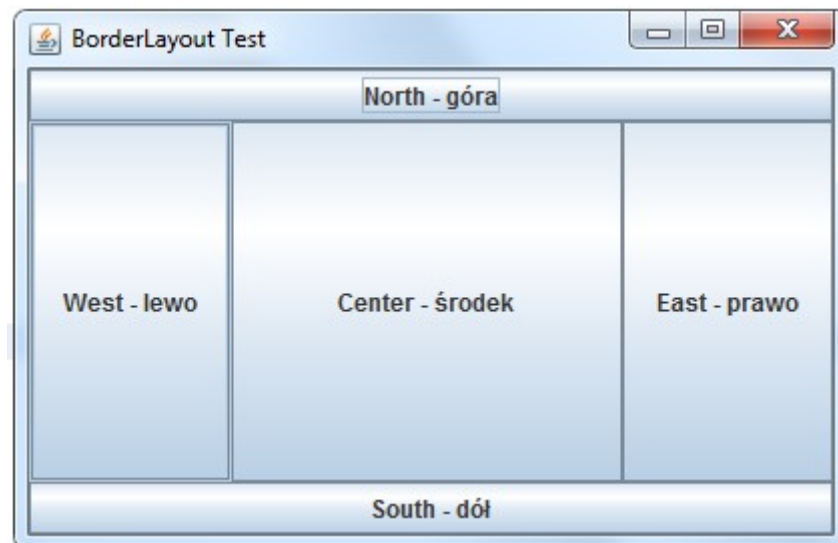 BorderLayout Test
North - góra
West - lewo
Center - środek
East - prawo
South - dół